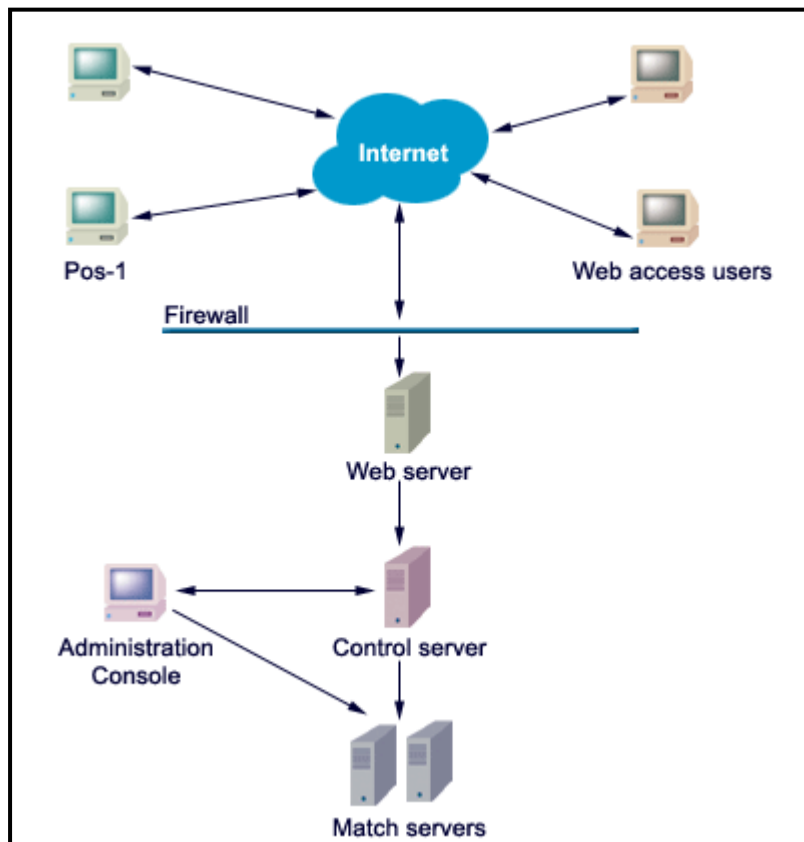 Internet
Pos-1
Web access users
Firewall
Web server
Administration
Console
Control server
Match servers